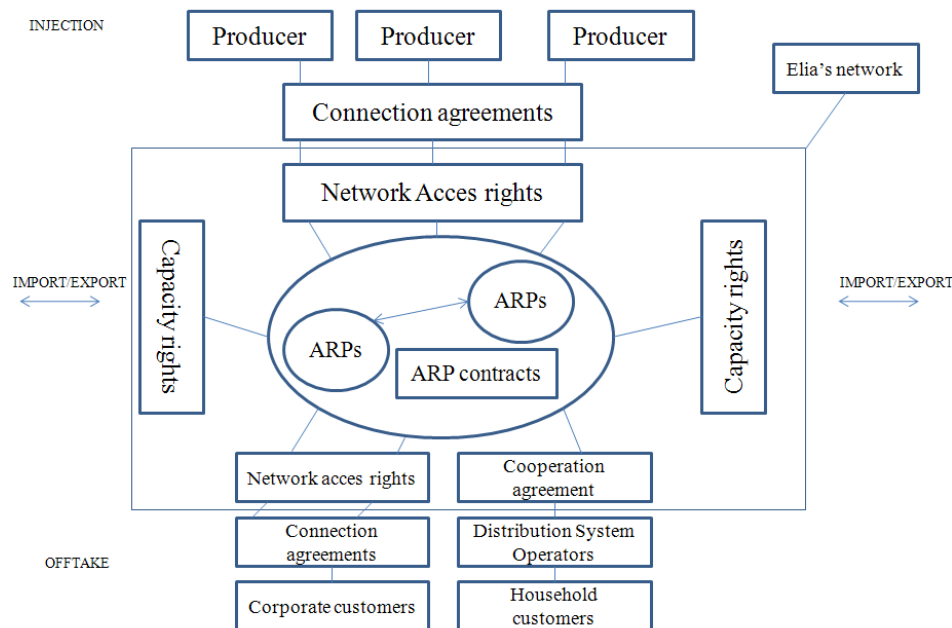 INJECTION
Producer
Producer
Producer
Elia's network
Connection agreements
Network Acces rights
Capacity rights
IMPORT/EXPORT
ARPs
ARPs
ARP contracts
Capacity rights
IMPORT/EXPORT
Network acces rights
Cooperation
agreement
Connection
agreements
Distribution System
Operators
OFFTAKE
Corporate customers
Household
customers